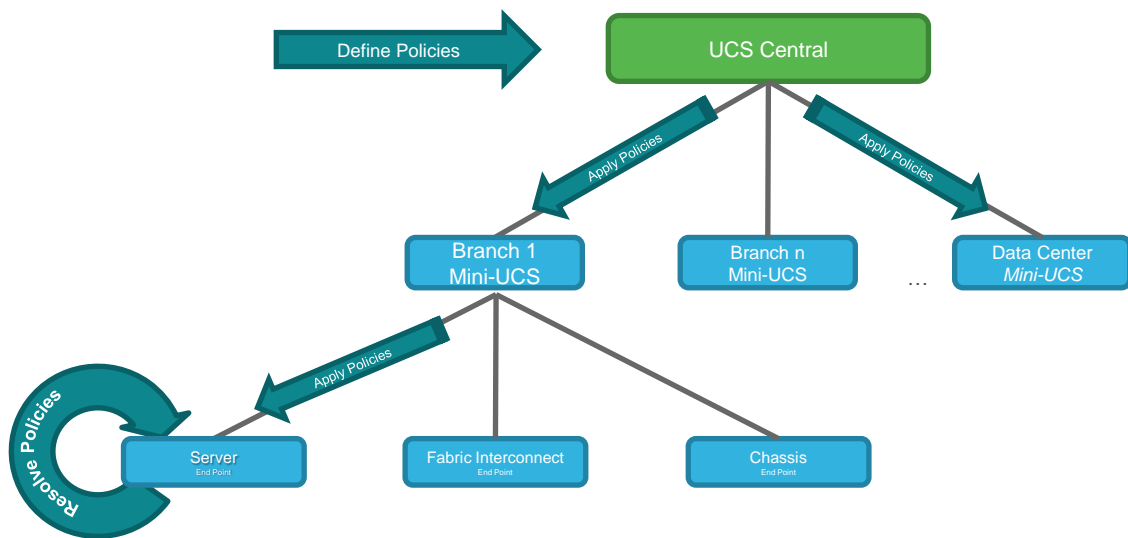 Define Policies
UCS Central
Apply Policies
Apply Policies
Branch 1
Mini-UCS
Branch n
Mini-UCS
...
Data Center
Mini-UCS
Apply Policies
Resolve Policies
Server
End Point
Fabric Interconnect
End Point
Chassis
End Point